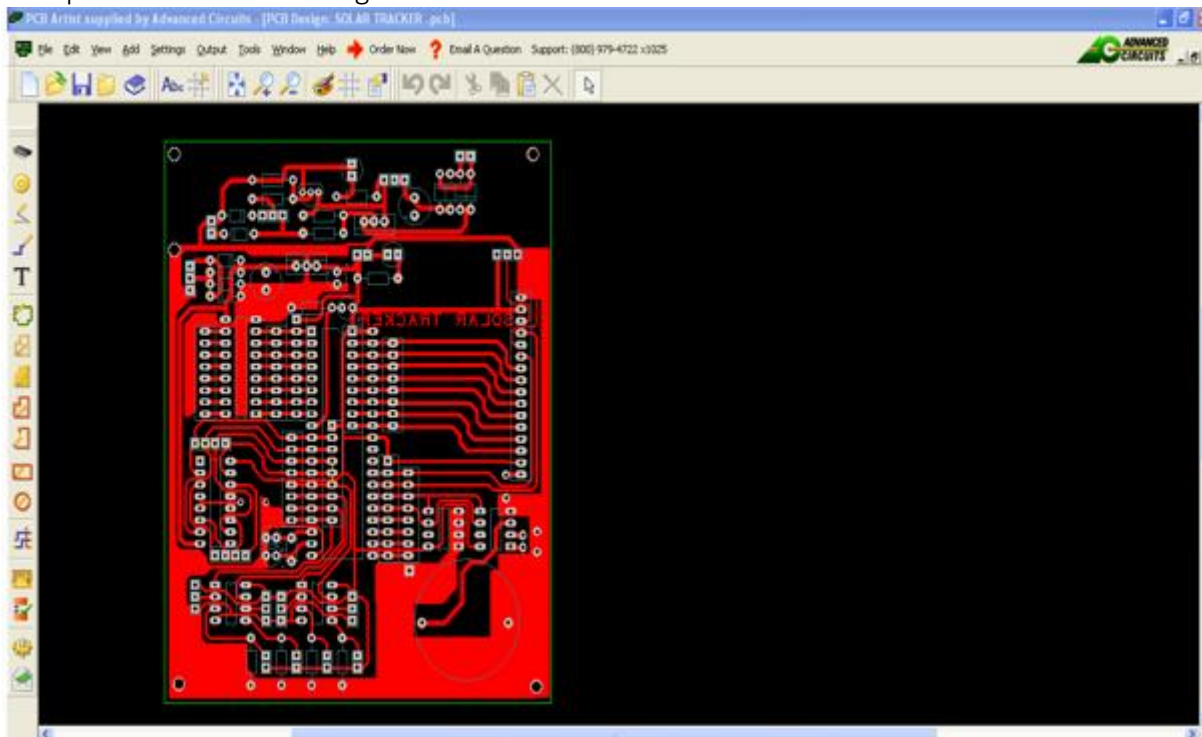 PCB Artist supplied by Advanced Circuits - [PCB Design: SOLAR TRACKER .pcb]
File Edit View Add Settings Output Tools Window Help Order Now ? Email A Question Support: (800) 979-4722 x1025
ADVANCED
CIRCUITS
Abc
T
SOLAR TRACKER